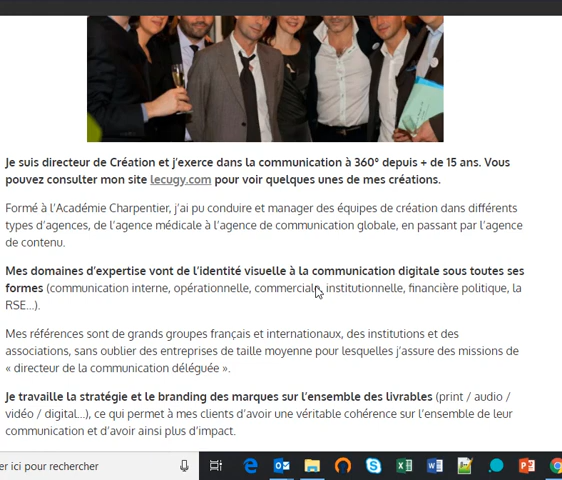 Je suis directeur de Création et j'exerce dans la communication à 360° depuis + de 15 ans. Vous
pouvez consulter mon site lecugy.com pour voir quelques unes de mes créations.
Formé à l'Académie Charpentier, j'ai pu conduire et manager des équipes de création dans différents
types d'agences, de l'agence médicale à l'agence de communication globale, en passant par l'agence
de contenu.
Mes domaines d'expertise vont de l'identité visuelle à la communication digitale sous toutes ses
formes (communication interne, opérationnelle, commerciale, institutionnelle, financière politique, la
RSE…).
Mes références sont de grands groupes français et internationaux, des institutions et des
associations, sans oublier des entreprises de taille moyenne pour lesquelles j'assure des missions de
« directeur de la communication déléguée ».
Je travaille la stratégie et le branding des marques sur l'ensemble des livrables (print / audio /
vidéo / digital…), ce qui permet à mes clients d'avoir une véritable cohérence sur l'ensemble de leur
communication et d'avoir ainsi plus d'impact.
er ici pour rechercher